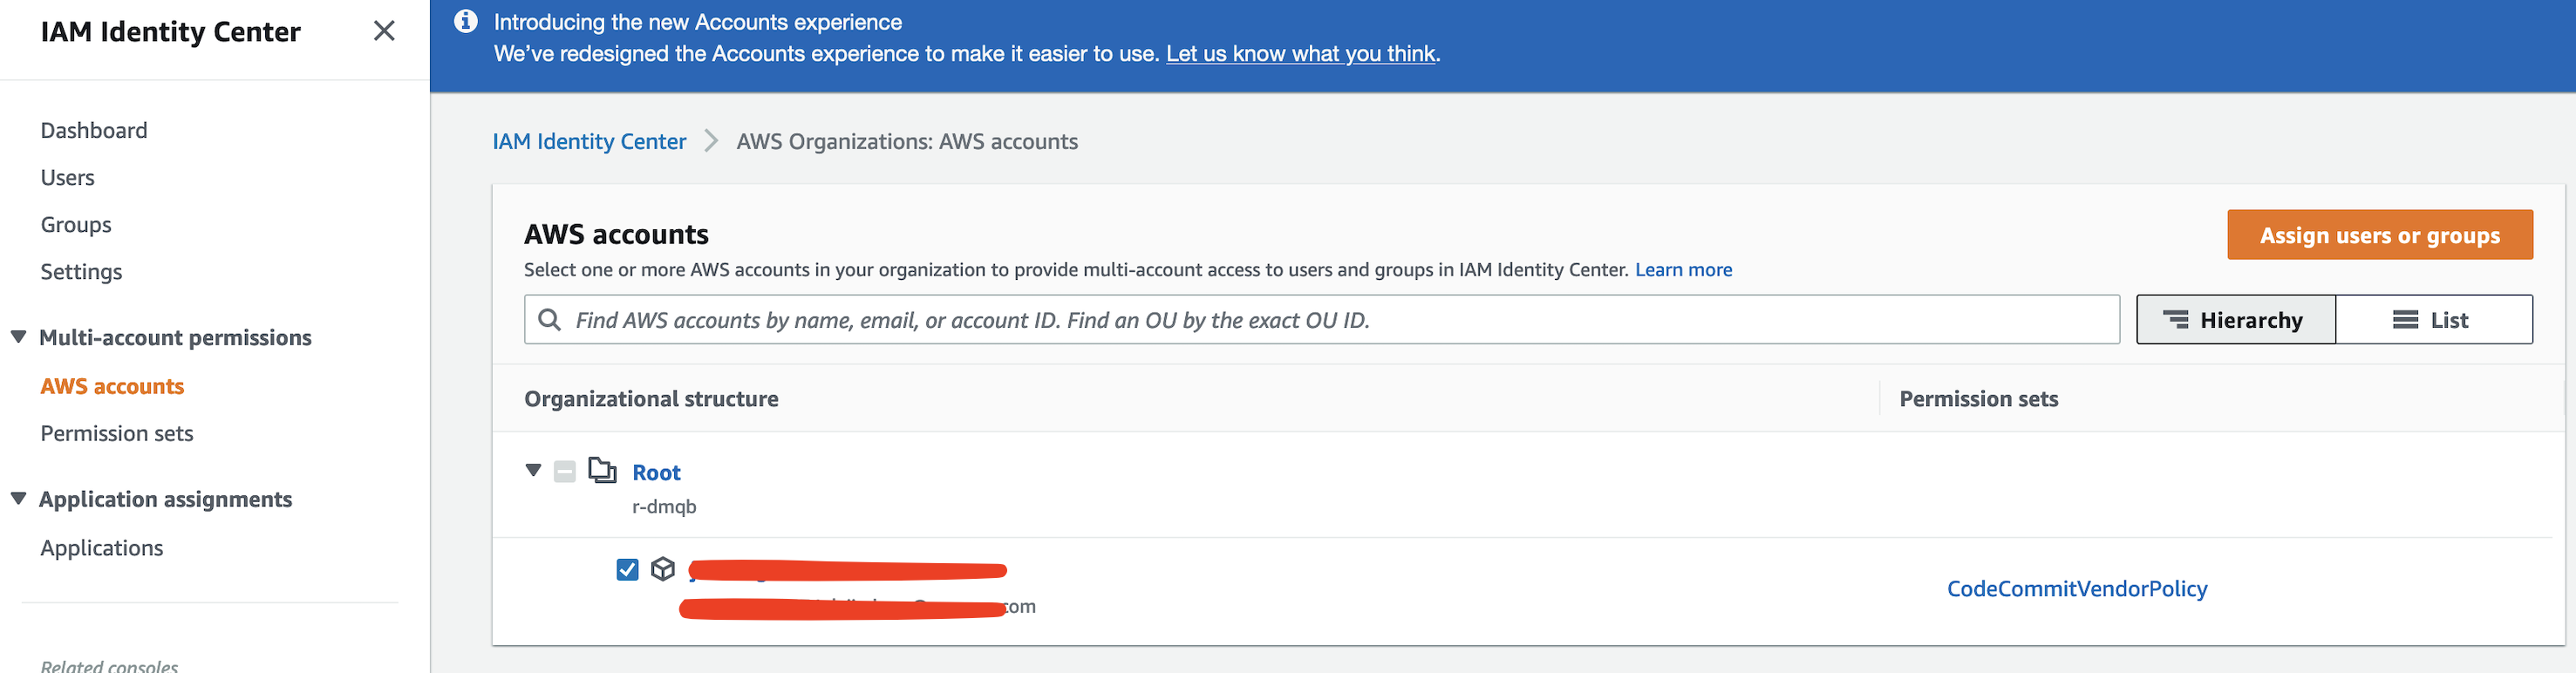 IAM Identity Center
Dashboard
Users
Groups
Settings
Multi-account permissions
AWS accounts
Permission sets
Application assignments
Applications
Related consoles
Introducing the new Accounts experience
We’ve redesigned the Accounts experience to make it easier to use. Let us know what you think.
IAM Identity Center
AWS Organizations: AWS accounts
AWS accounts
Assign users or groups
Select one or more AWS accounts in your organization to provide multi-account access to users and groups in IAM Identity Center. Learn more
Find AWS accounts by name, email, or account ID. Find an OU by the exact OU ID.
Hierarchy
List
Organizational structure
Permission sets
Root
r-dmqb
com
CodeCommitVendorPolicy